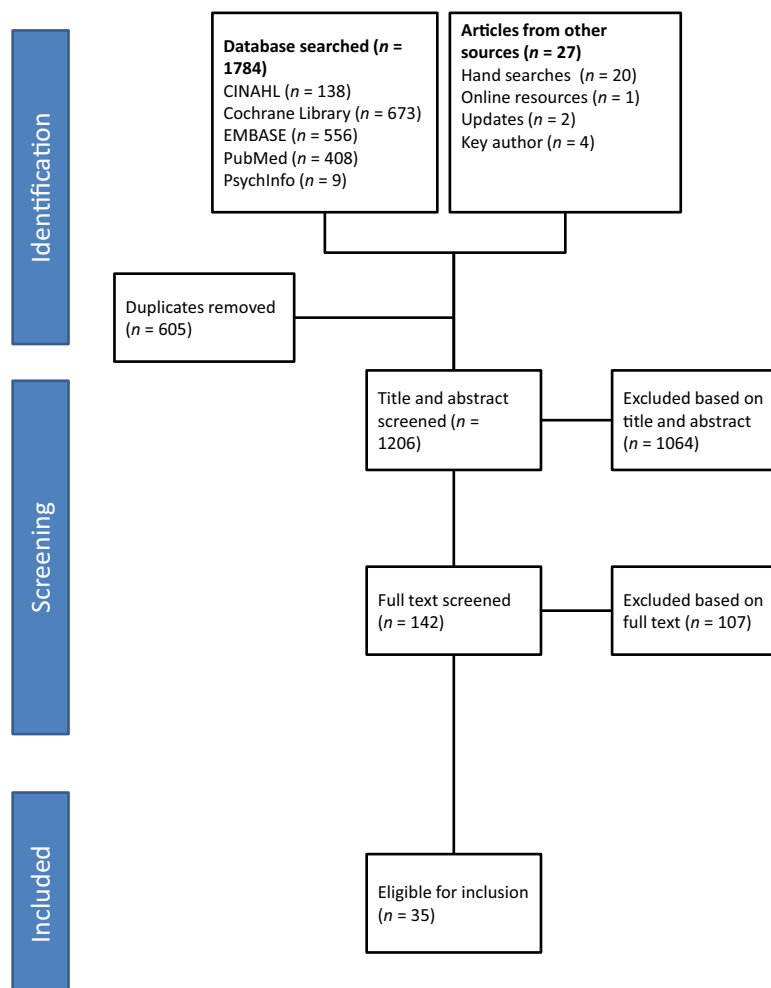 Identification
Database searched (n =
1784)
CINAHL (n = 138)
Cochrane Library (n = 673)
EMBASE (n = 556)
PubMed (n = 408)
PsychInfo (n = 9)
Articles from other
sources (n = 27)
Hand searches (n = 20)
Online resources (n = 1)
Updates (n = 2)
Key author (n = 4)
Duplicates removed
(n = 605)
Screening
Title and abstract
screened (n =
1206)
Excluded based on
title and abstract
(n = 1064)
Full text screened
(n = 142)
Excluded based on
full text (n = 107)
Included
Eligible for inclusion
(n = 35)